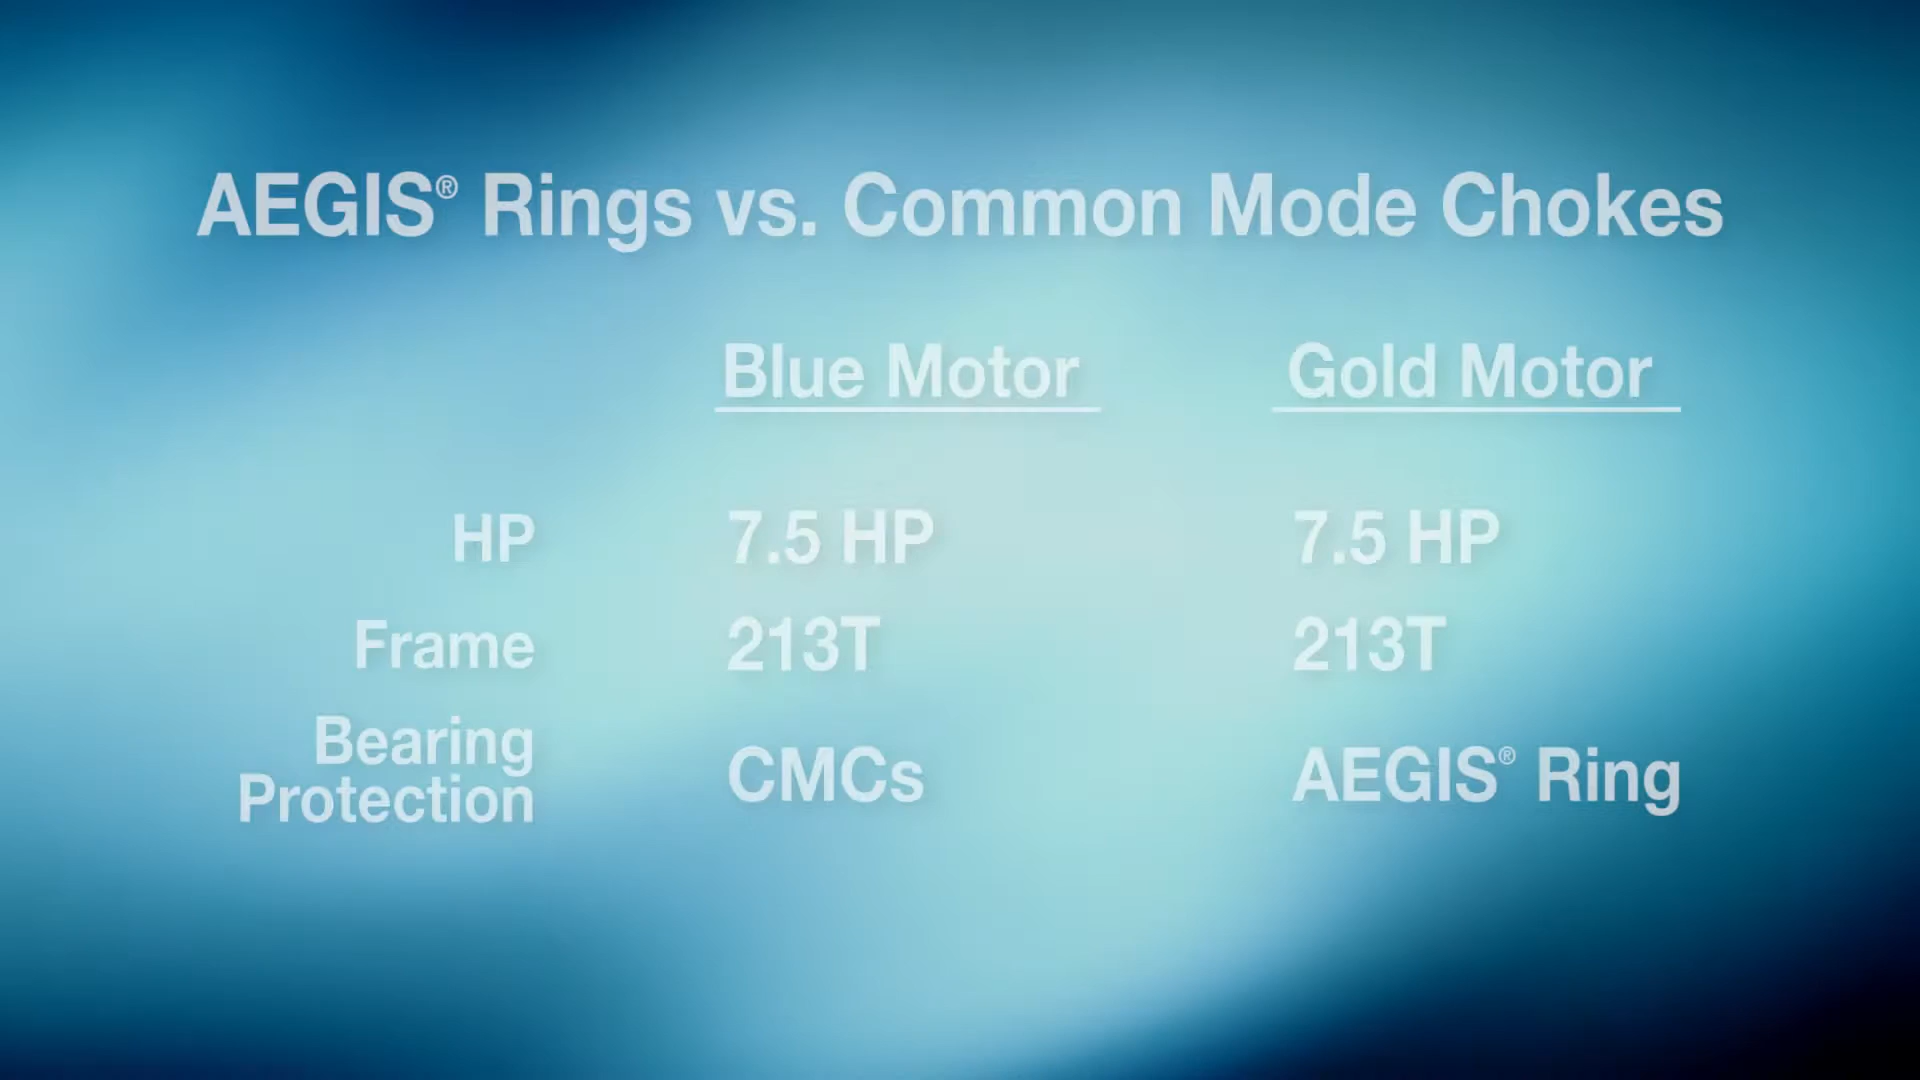 AEGIS® Rings vs. Common Mode Chokes
Blue Motor Gold Motor
HP 7.5 HP 7.5 HP
Frame 213T 213T
Bearing
Protection CMCs AEGIS® Ring